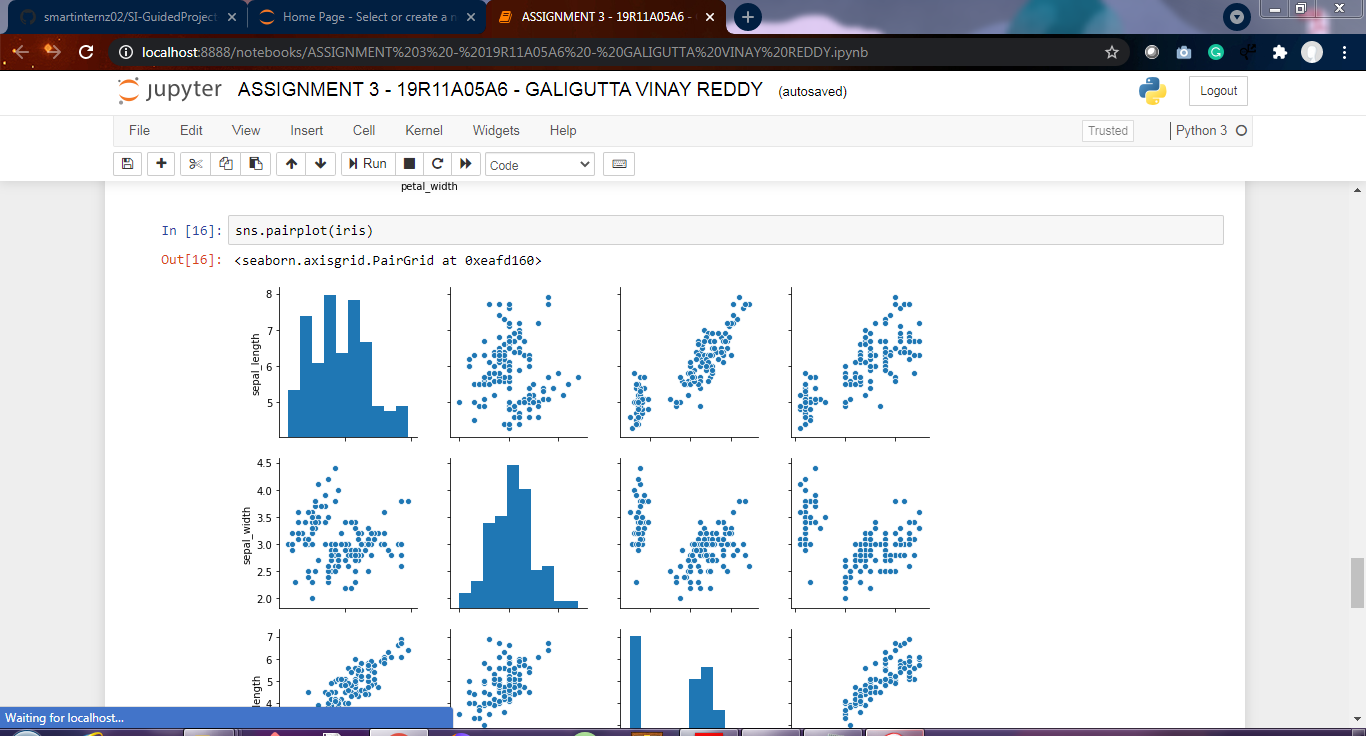 smartinternz02/SI-GuidedProject
Home Page - Select or create a n
ASSIGNMENT 3 - 19R11A05A6 -
localhost:8888/notebooks/ASSIGNMENT%203%20-%2019R11A05A6%20-%20GALIGUTTA%20VINAY%20REDDY.ipynb
jupyter ASSIGNMENT 3 - 19R11A05A6 - GALIGUTTA VINAY REDDY (autosaved)
Logout
File Edit View Insert Cell Kernel Widgets Help
Trusted
Python 3
Run
Code
petal_width
In [16]: sns.pairplot(iris)
Out[16]: <seaborn.axisgrid.PairGrid at 0xeafd160>
8
7
6
5
sepal_length
4.5
4.0
3.5
3.0
2.5
2.0
sepal_width
7
6
5
4
length
Waiting for localhost...